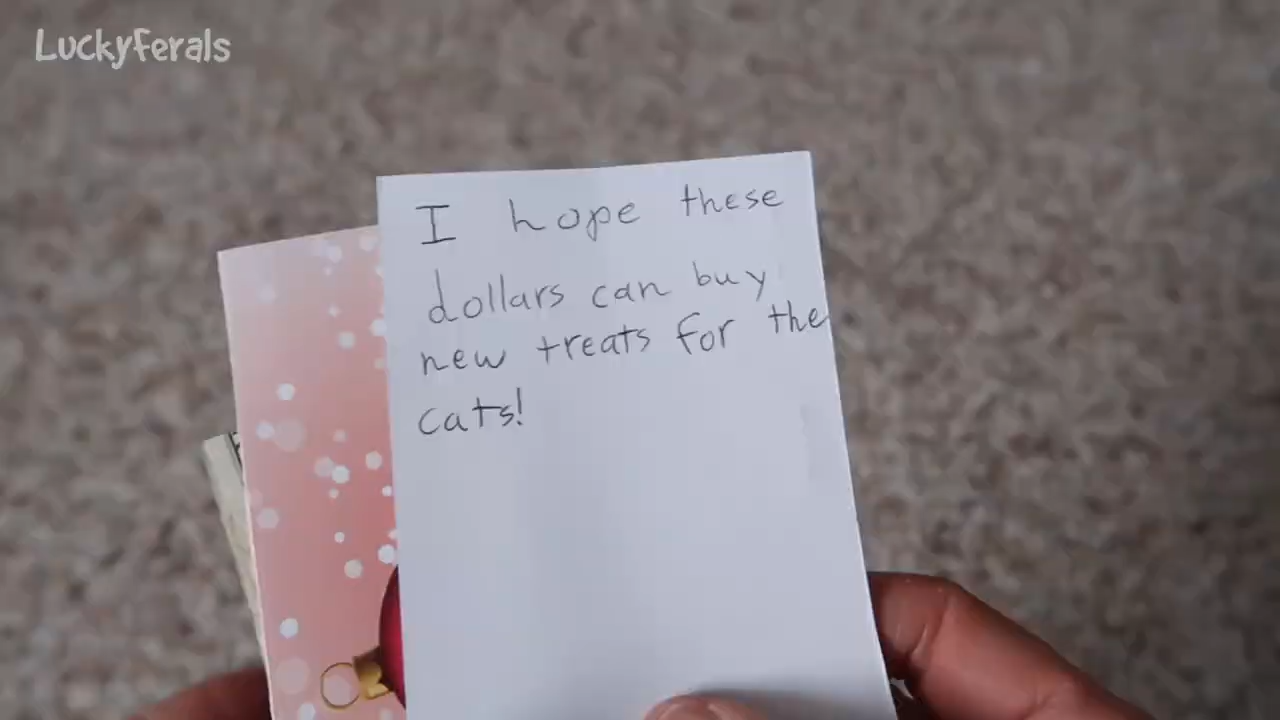 LuckyFerals
I hope these
dollars can buy
new treats for the
cats!